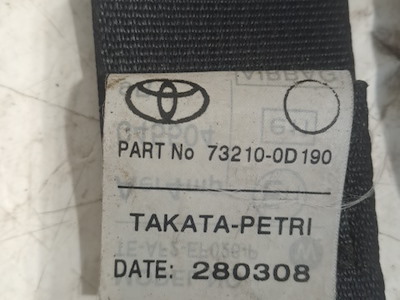 PART No 73210-0D190
TAKATA-PETRI
DATE: 280308